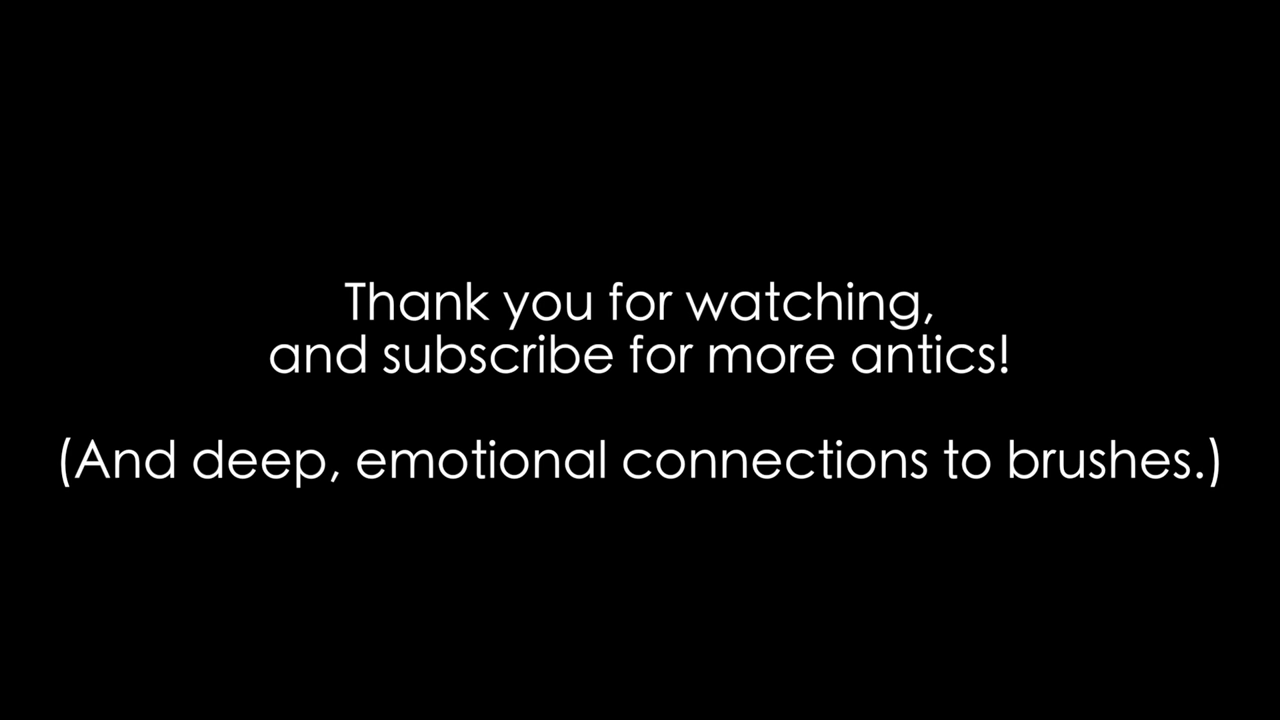 Thank you for watching,
and subscribe for more antics!
(And deep, emotional connections to brushes.)